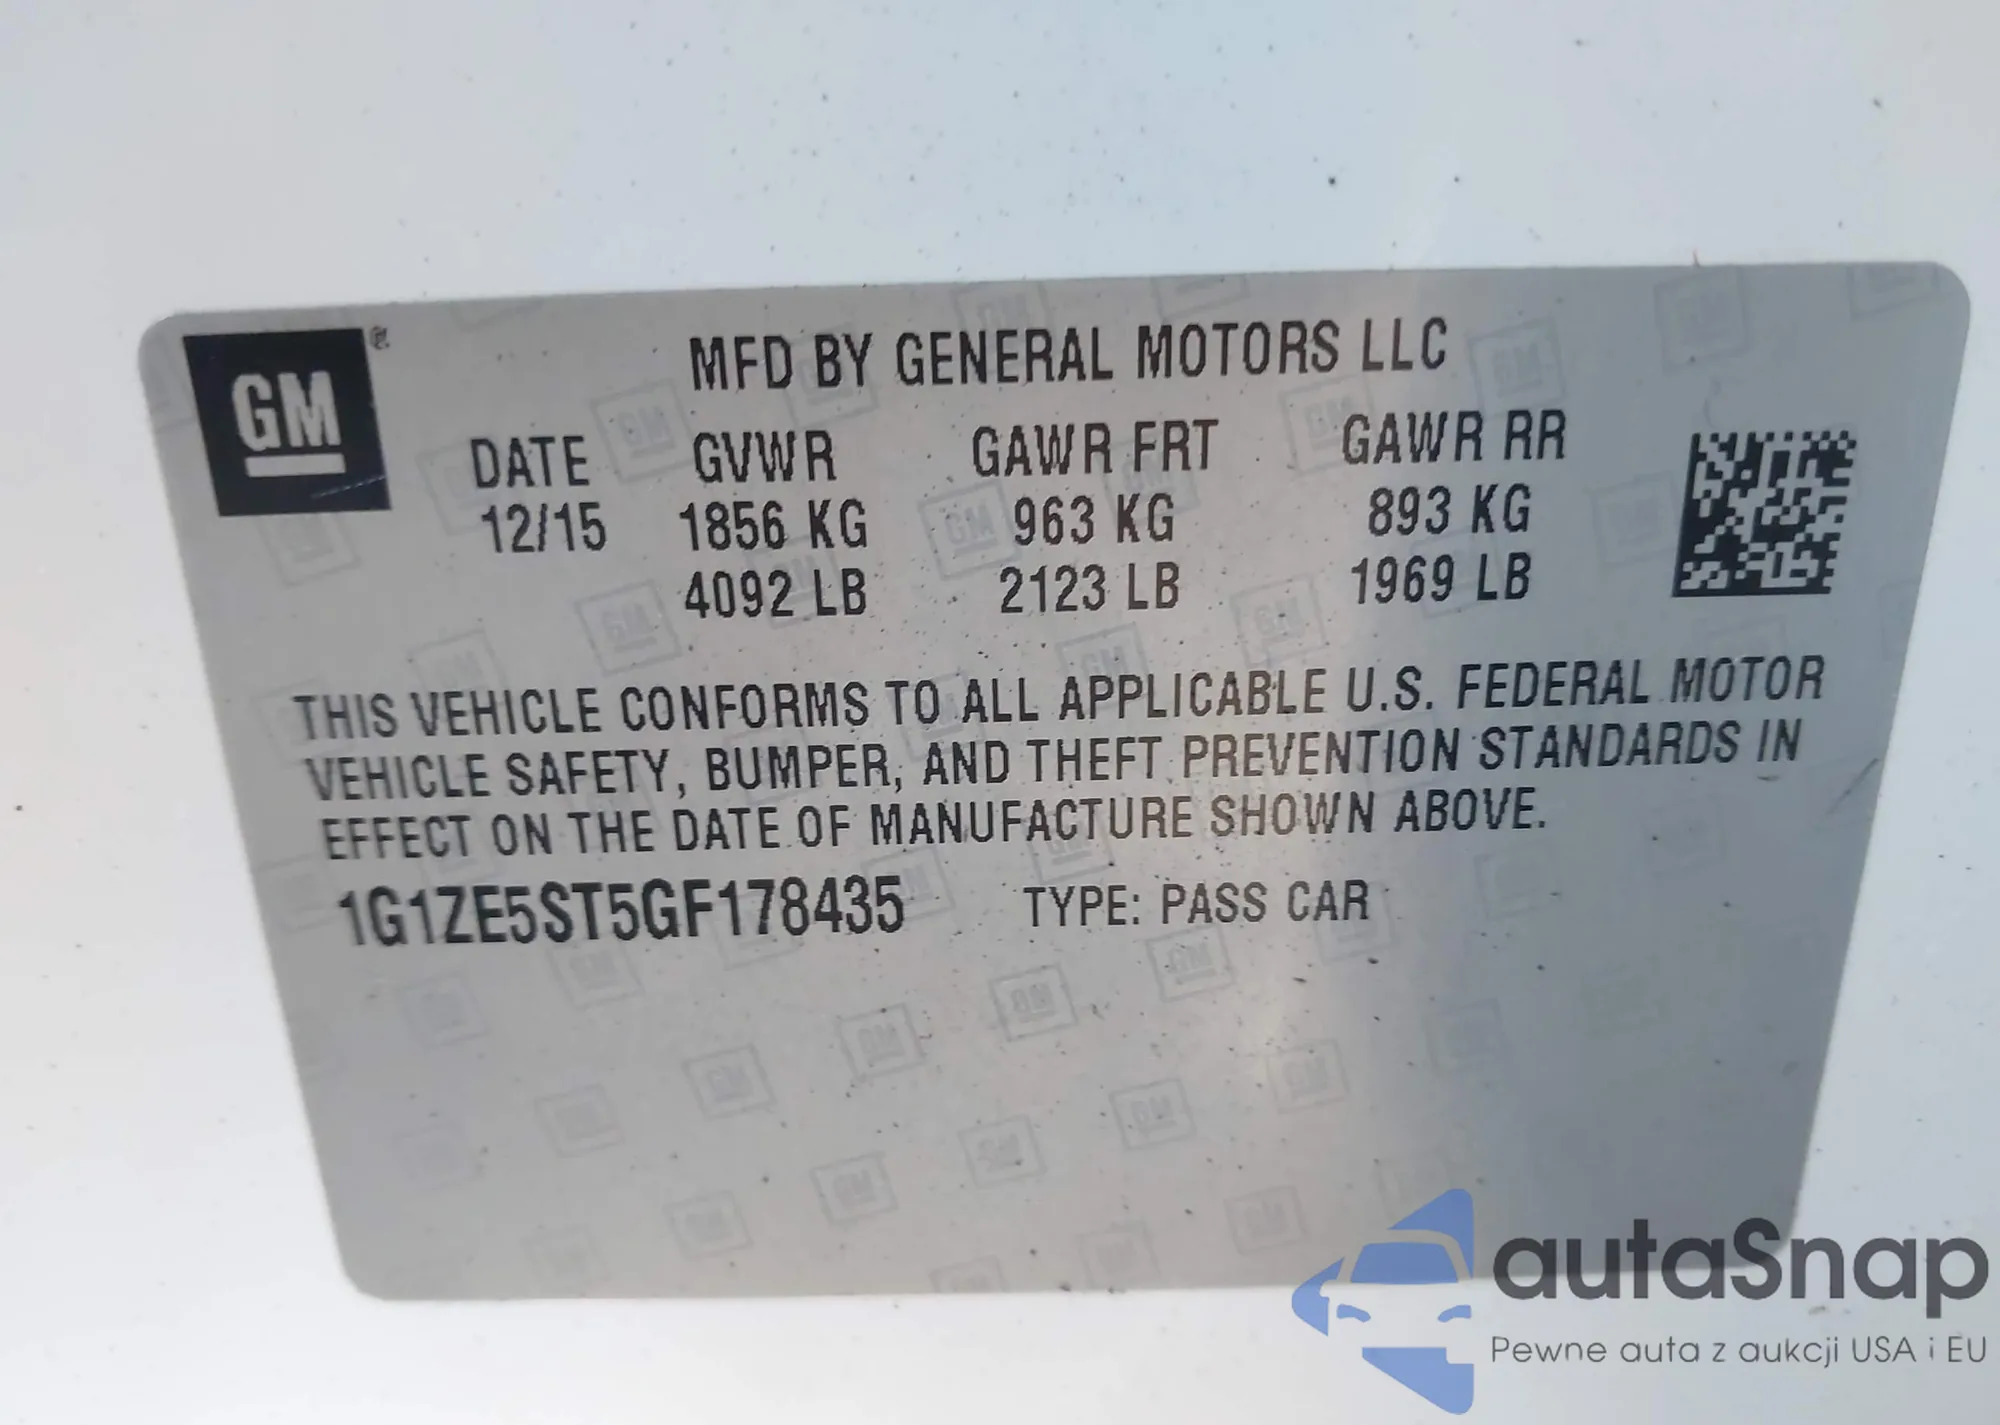 GM
MFD BY GENERAL MOTORS LLC
DATE GVWR GAWR FRT GAWR RR
12/15 1856 KG 963 KG 893 KG
4092 LB 2123 LB 1969 LB
THIS VEHICLE CONFORMS TO ALL APPLICABLE U.S. FEDERAL MOTOR
VEHICLE SAFETY, BUMPER, AND THEFT PREVENTION STANDARDS IN
EFFECT ON THE DATE OF MANUFACTURE SHOWN ABOVE.
1G1ZE5ST5GF178435 TYPE: PASS CAR
autaSnap
Pewne auta z aukcji USA i EU